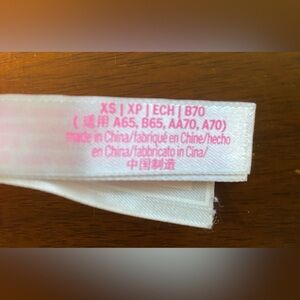 XS | XP | ECH | B70
( 适用 A65, B65, AA70, A70)
made in China/fabriqué en Chine/hecho
en China/fabbricato in Cina/
中国制造